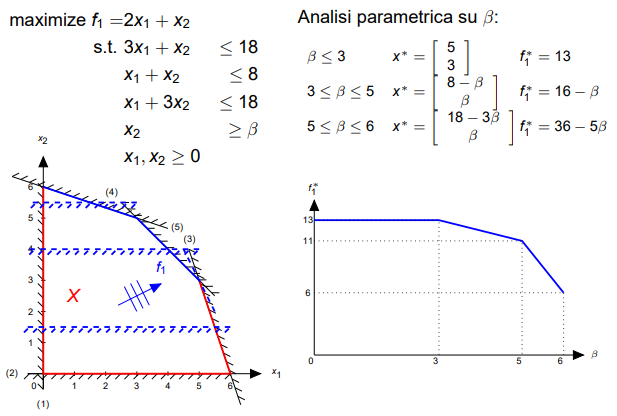 maximize f₁ =2x₁ + x₂
s.t. 3x₁ + x₂ ≤ 18
x₁ + x₂ ≤ 8
x₁ + 3x₂ ≤ 18
x₂ ≥ β
x₁, x₂ ≥ 0
x₂
6
5
4
3
2
1
0
1
2
3
4
5
6
x₁
(1)
(2)
(3)
(4)
(5)
X
f₁
Analisi parametrica su β:
β ≤ 3 x* = [5 3] f₁* = 13
3 ≤ β ≤ 5 x* = [8 − β β] f₁* = 16 − β
5 ≤ β ≤ 6 x* = [18 − 3β β] f₁* = 36 − 5β
f₁*
13
11
6
0
3
5
6
β